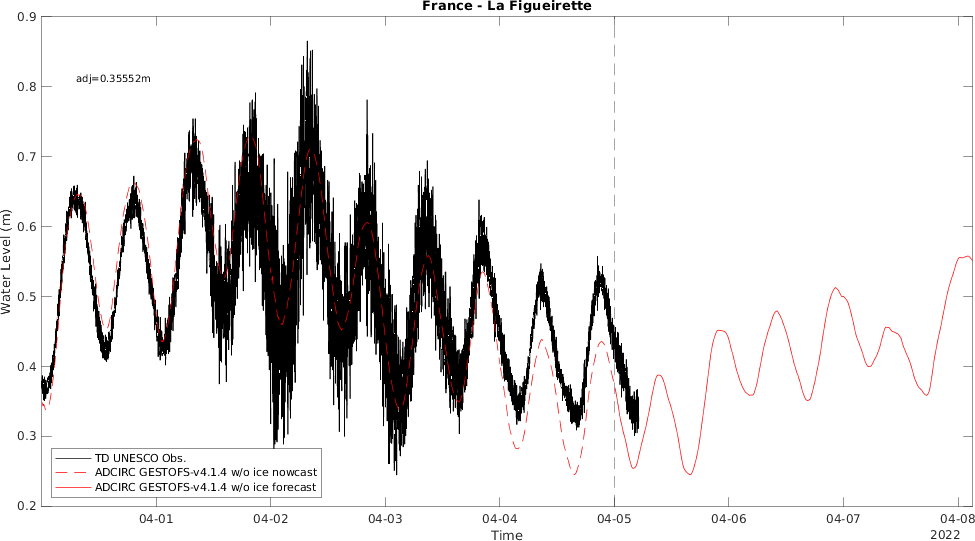 France - La Figueirette
0.9
adj=0.35552m
0.8
0.7
0.6
0.5
0.4
0.3
0.2
Water Level (m)
TD UNESCO Obs.
ADCIRC GESTOFS-v4.1.4 w/o ice nowcast
ADCIRC GESTOFS-v4.1.4 w/o ice forecast
04-01 04-02 04-03 04-04 04-05 04-06 04-07 04-08
Time
2022